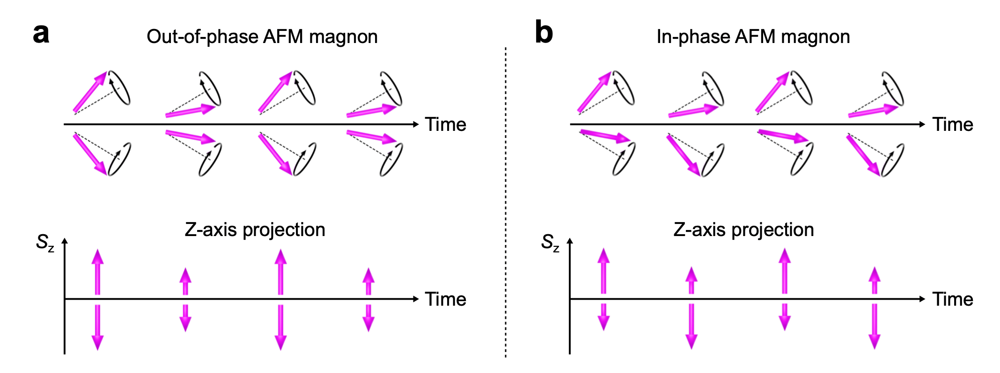 a
Out-of-phase AFM magnon
Time
Z-axis projection
Sz
Time
b
In-phase AFM magnon
Time
Z-axis projection
Sz
Time